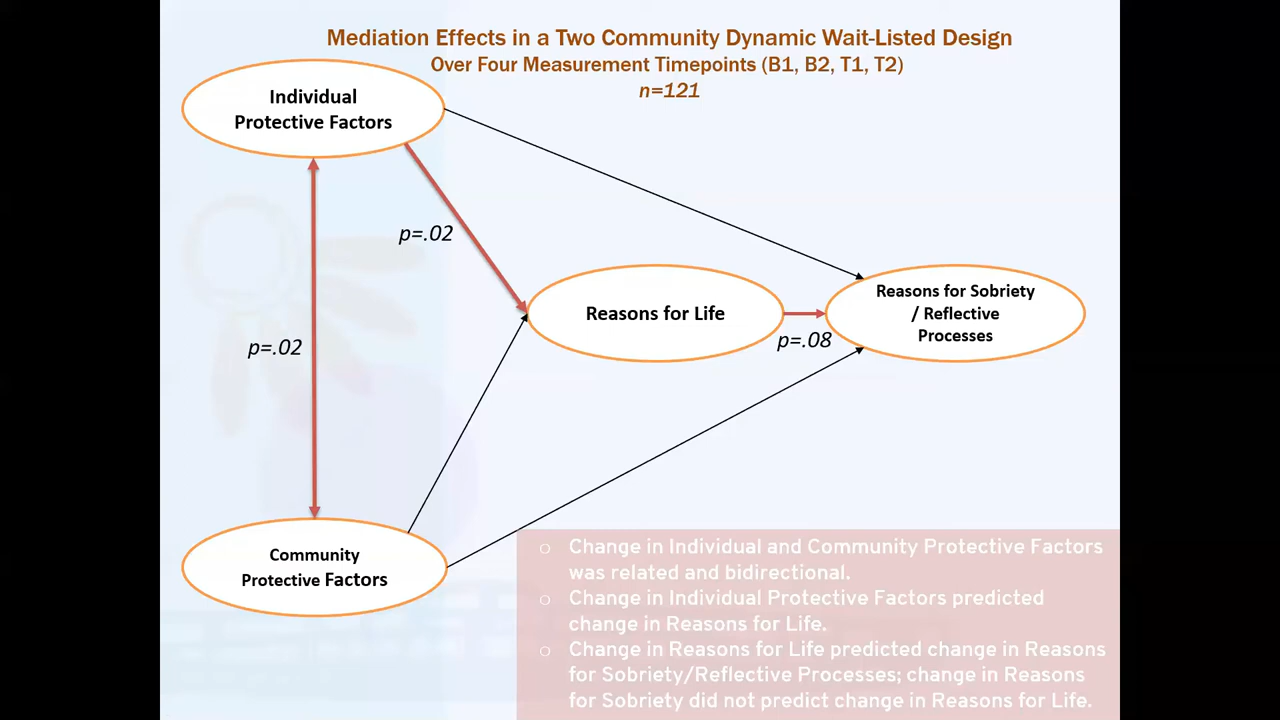 Mediation Effects in a Two Community Dynamic Wait-Listed Design
Over Four Measurement Timepoints (B1, B2, T1, T2)
n=121
Individual
Protective Factors
p=.02
p=.02
Reasons for Life
p=.08
Reasons for Sobriety
/ Reflective
Processes
Community
Protective Factors
○ Change in Individual and Community Protective Factors
was related and bidirectional.
○ Change in Individual Protective Factors predicted
change in Reasons for Life.
○ Change in Reasons for Life predicted change in Reasons
for Sobriety/Reflective Processes; change in Reasons
for Sobriety did not predict change in Reasons for Life.